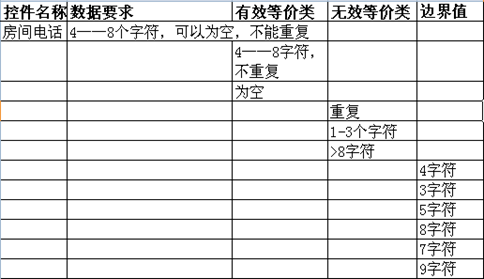 控件名称 数据要求 有效等价类 无效等价类 边界值
房间电话 4——8个字符，可以为空，不能重复
4——8字符，
不重复
为空
重复
1-3个字符
>8字符
4字符
3字符
5字符
8字符
7字符
9字符